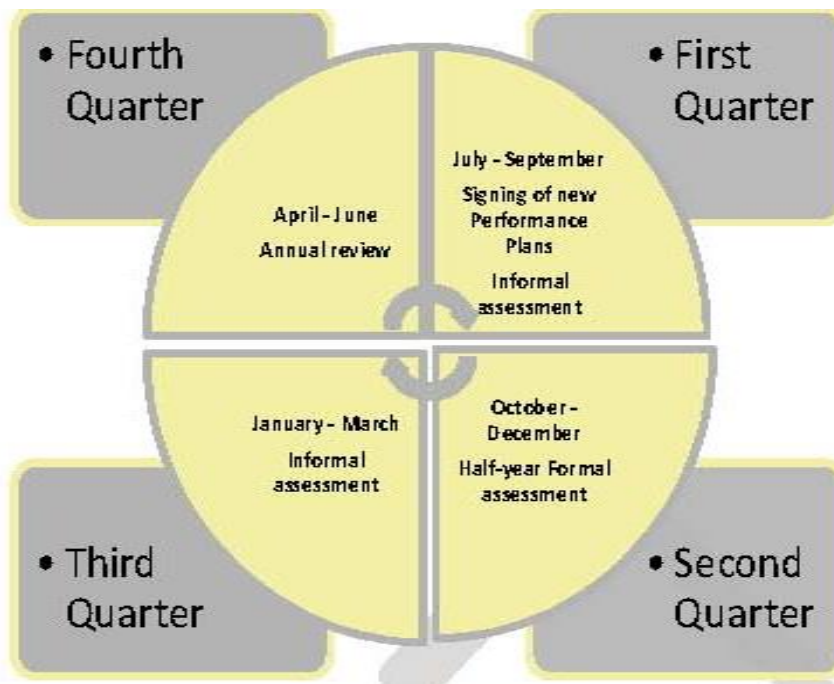 • Fourth
Quarter
• First
Quarter
July - September
Signing of new
Performance
Plans
Informal
assessment
April - June
Annual review
January - March
Informal
assessment
October -
December
Half-year Formal
assessment
• Third
Quarter
• Second
Quarter